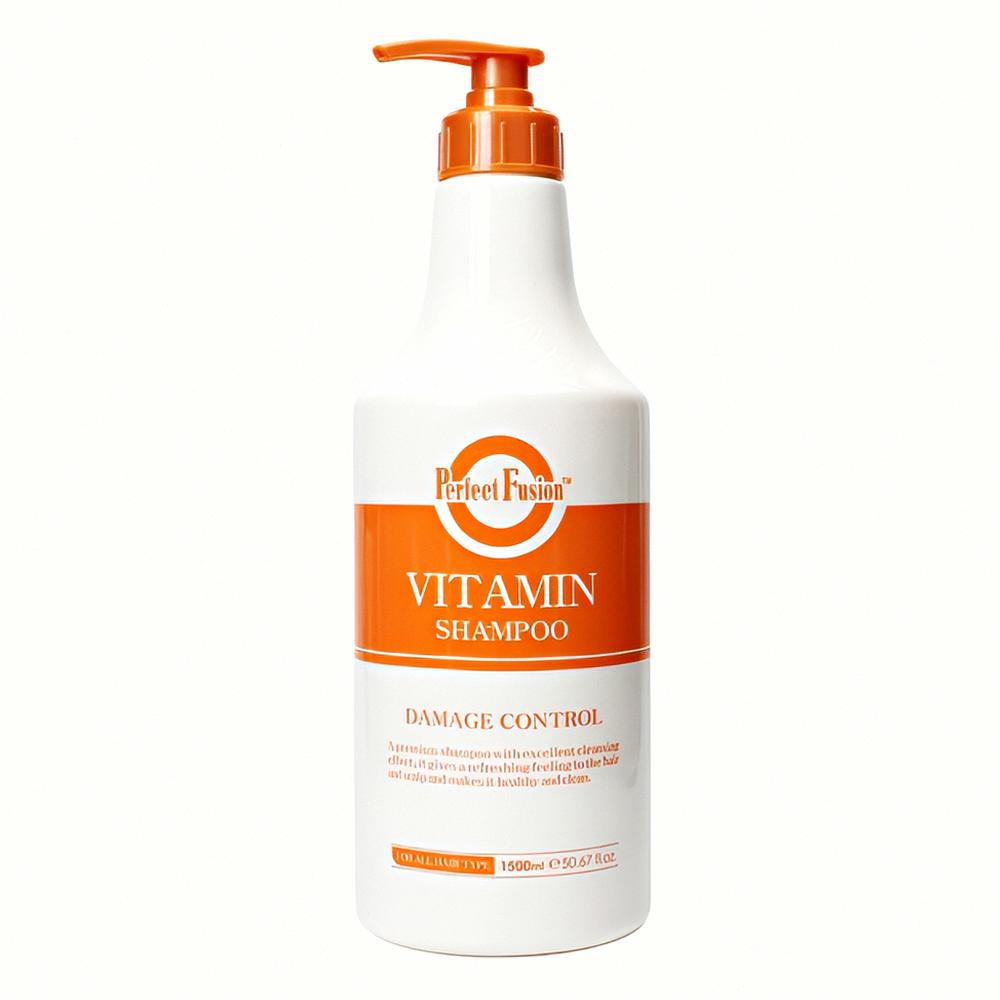 Perfect Fusion™
VITAMIN
SHAMPOO
DAMAGE CONTROL
A premium shampoo with excellent cleansing
effect, it gives a refreshing feeling to the hair
and scalp and makes it healthy and clean.
ALL HAIR TYPE 1500ml ℮ 50.67 fl.oz.